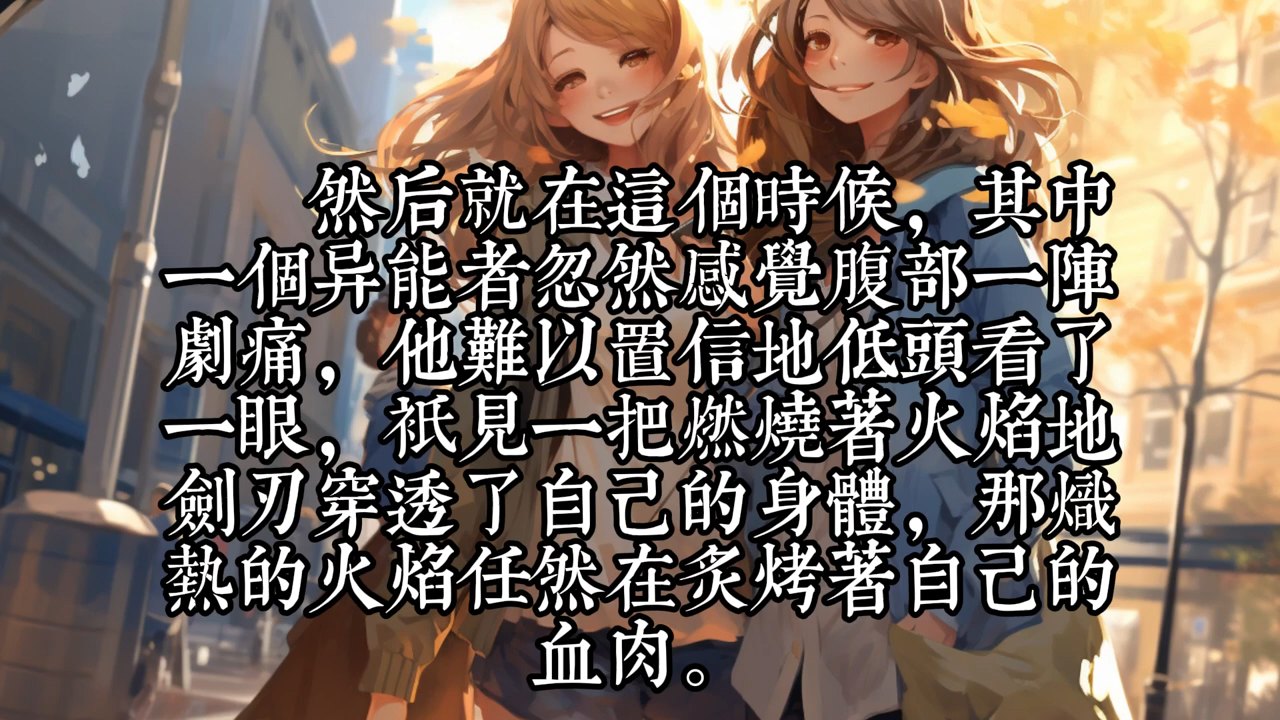 然后就在這個時候，其中
一個异能者忽然感覺腹部一陣
劇痛，他難以置信地低頭看了
一眼，衹見一把燃燒著火焰地
劍刃穿透了自己的身體，那熾
熱的火焰任然在炙烤著自己的
血肉。